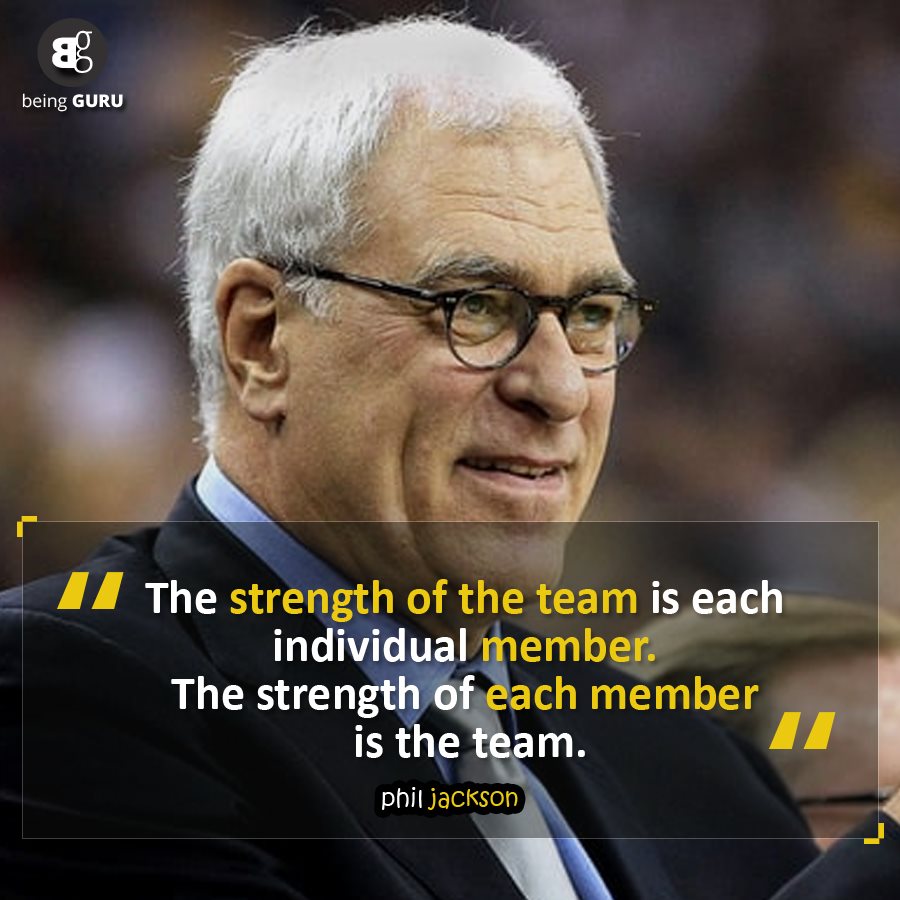 Bg
being GURU
"The strength of the team is each
individual member.
The strength of each member
is the team."
phil jackson